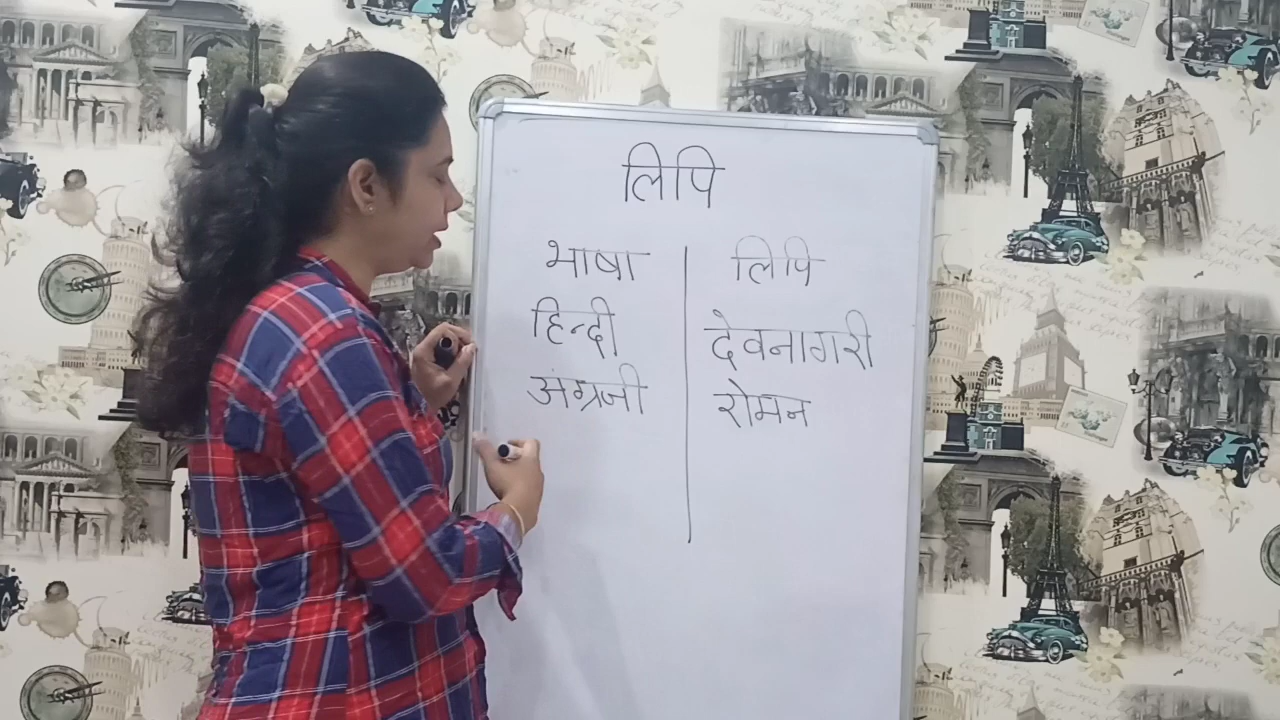 लिपि
भाषा लिपि
हिन्दी देवनागरी
अंग्रजी रोमन